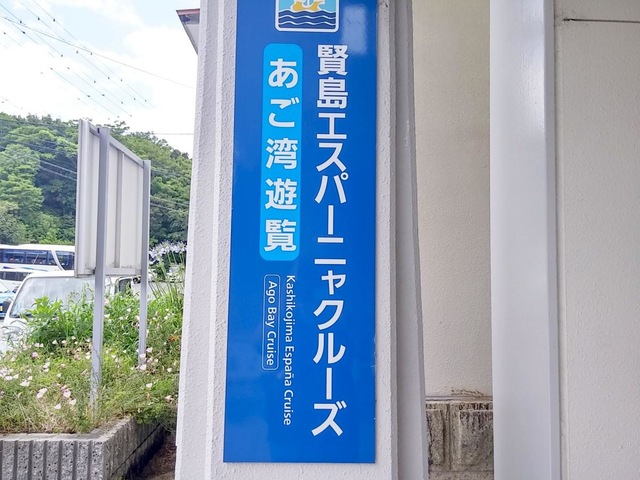 賢島エスパーニャクルーズ
あご湾遊覧
Kashikojima España Cruise
Ago Bay Cruise